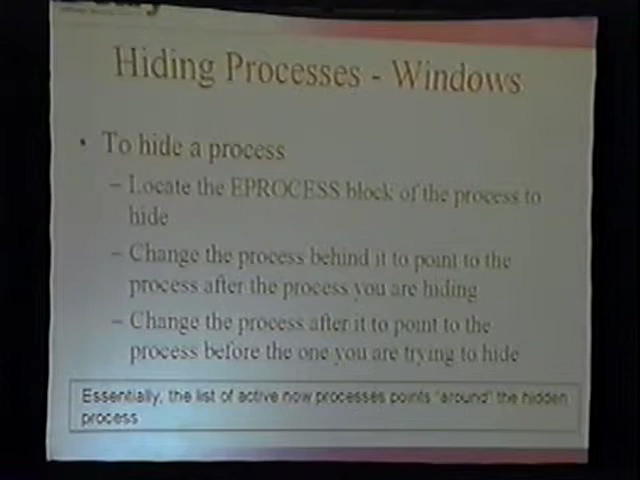 Hiding Processes - Windows
• To hide a process
– Locate the EPROCESS block of the process to
hide
– Change the process behind it to point to the
process after the process you are hiding
– Change the process after it to point to the
process before the one you are trying to hide
Essentially, the list of active now processes points "around" the hidden
process